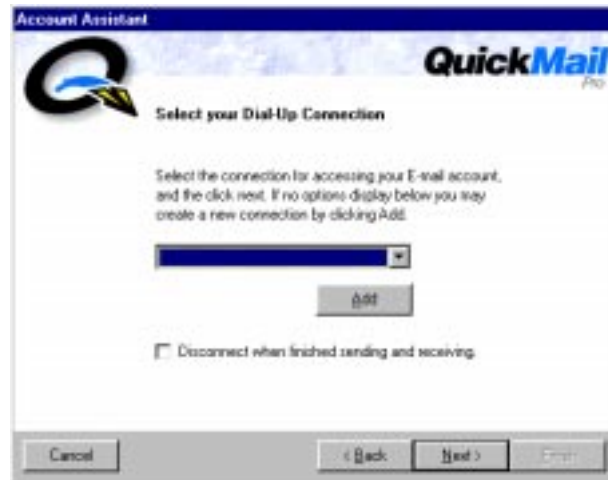 Account Assistant
QuickMail
Pro
Select your Dial-Up Connection
Select the connection for accessing your E-mail account,
and the click next. If no options display below you may
create a new connection by clicking Add.
Add
Disconnect when finished sending and receiving.
Cancel
< Back
Next >
Finish